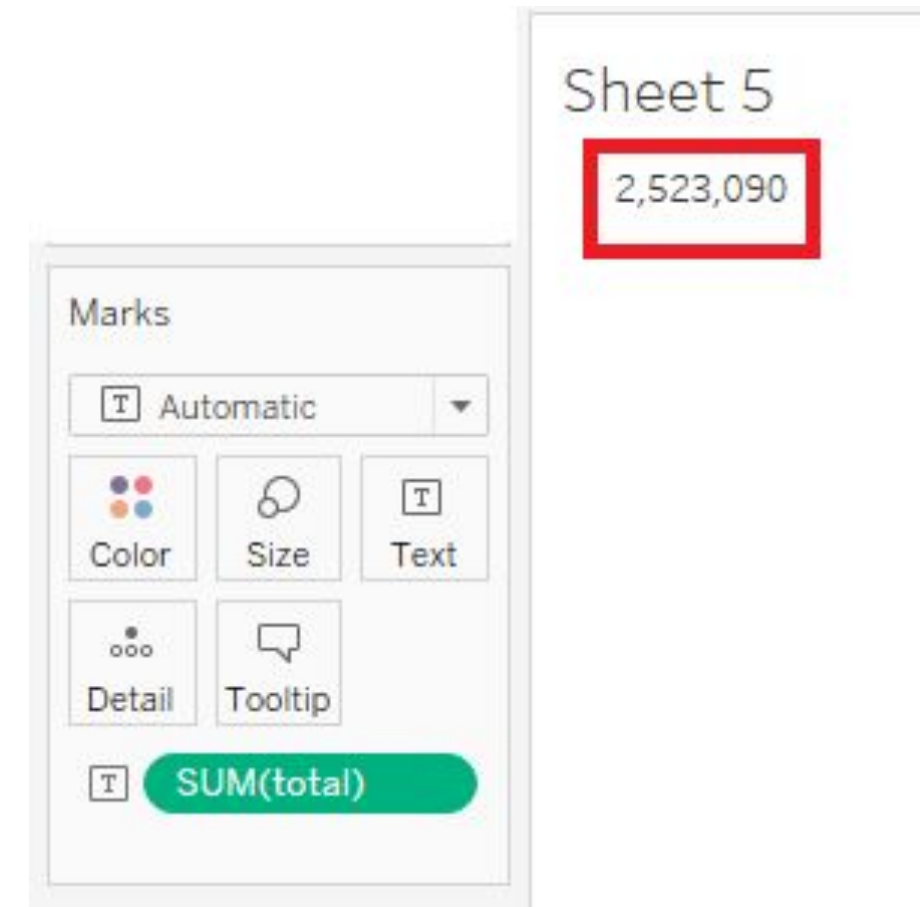 Sheet 5
2,523,090
Marks
T Automatic
Color
Size
T
Text
Detail
Tooltip
T SUM(total)